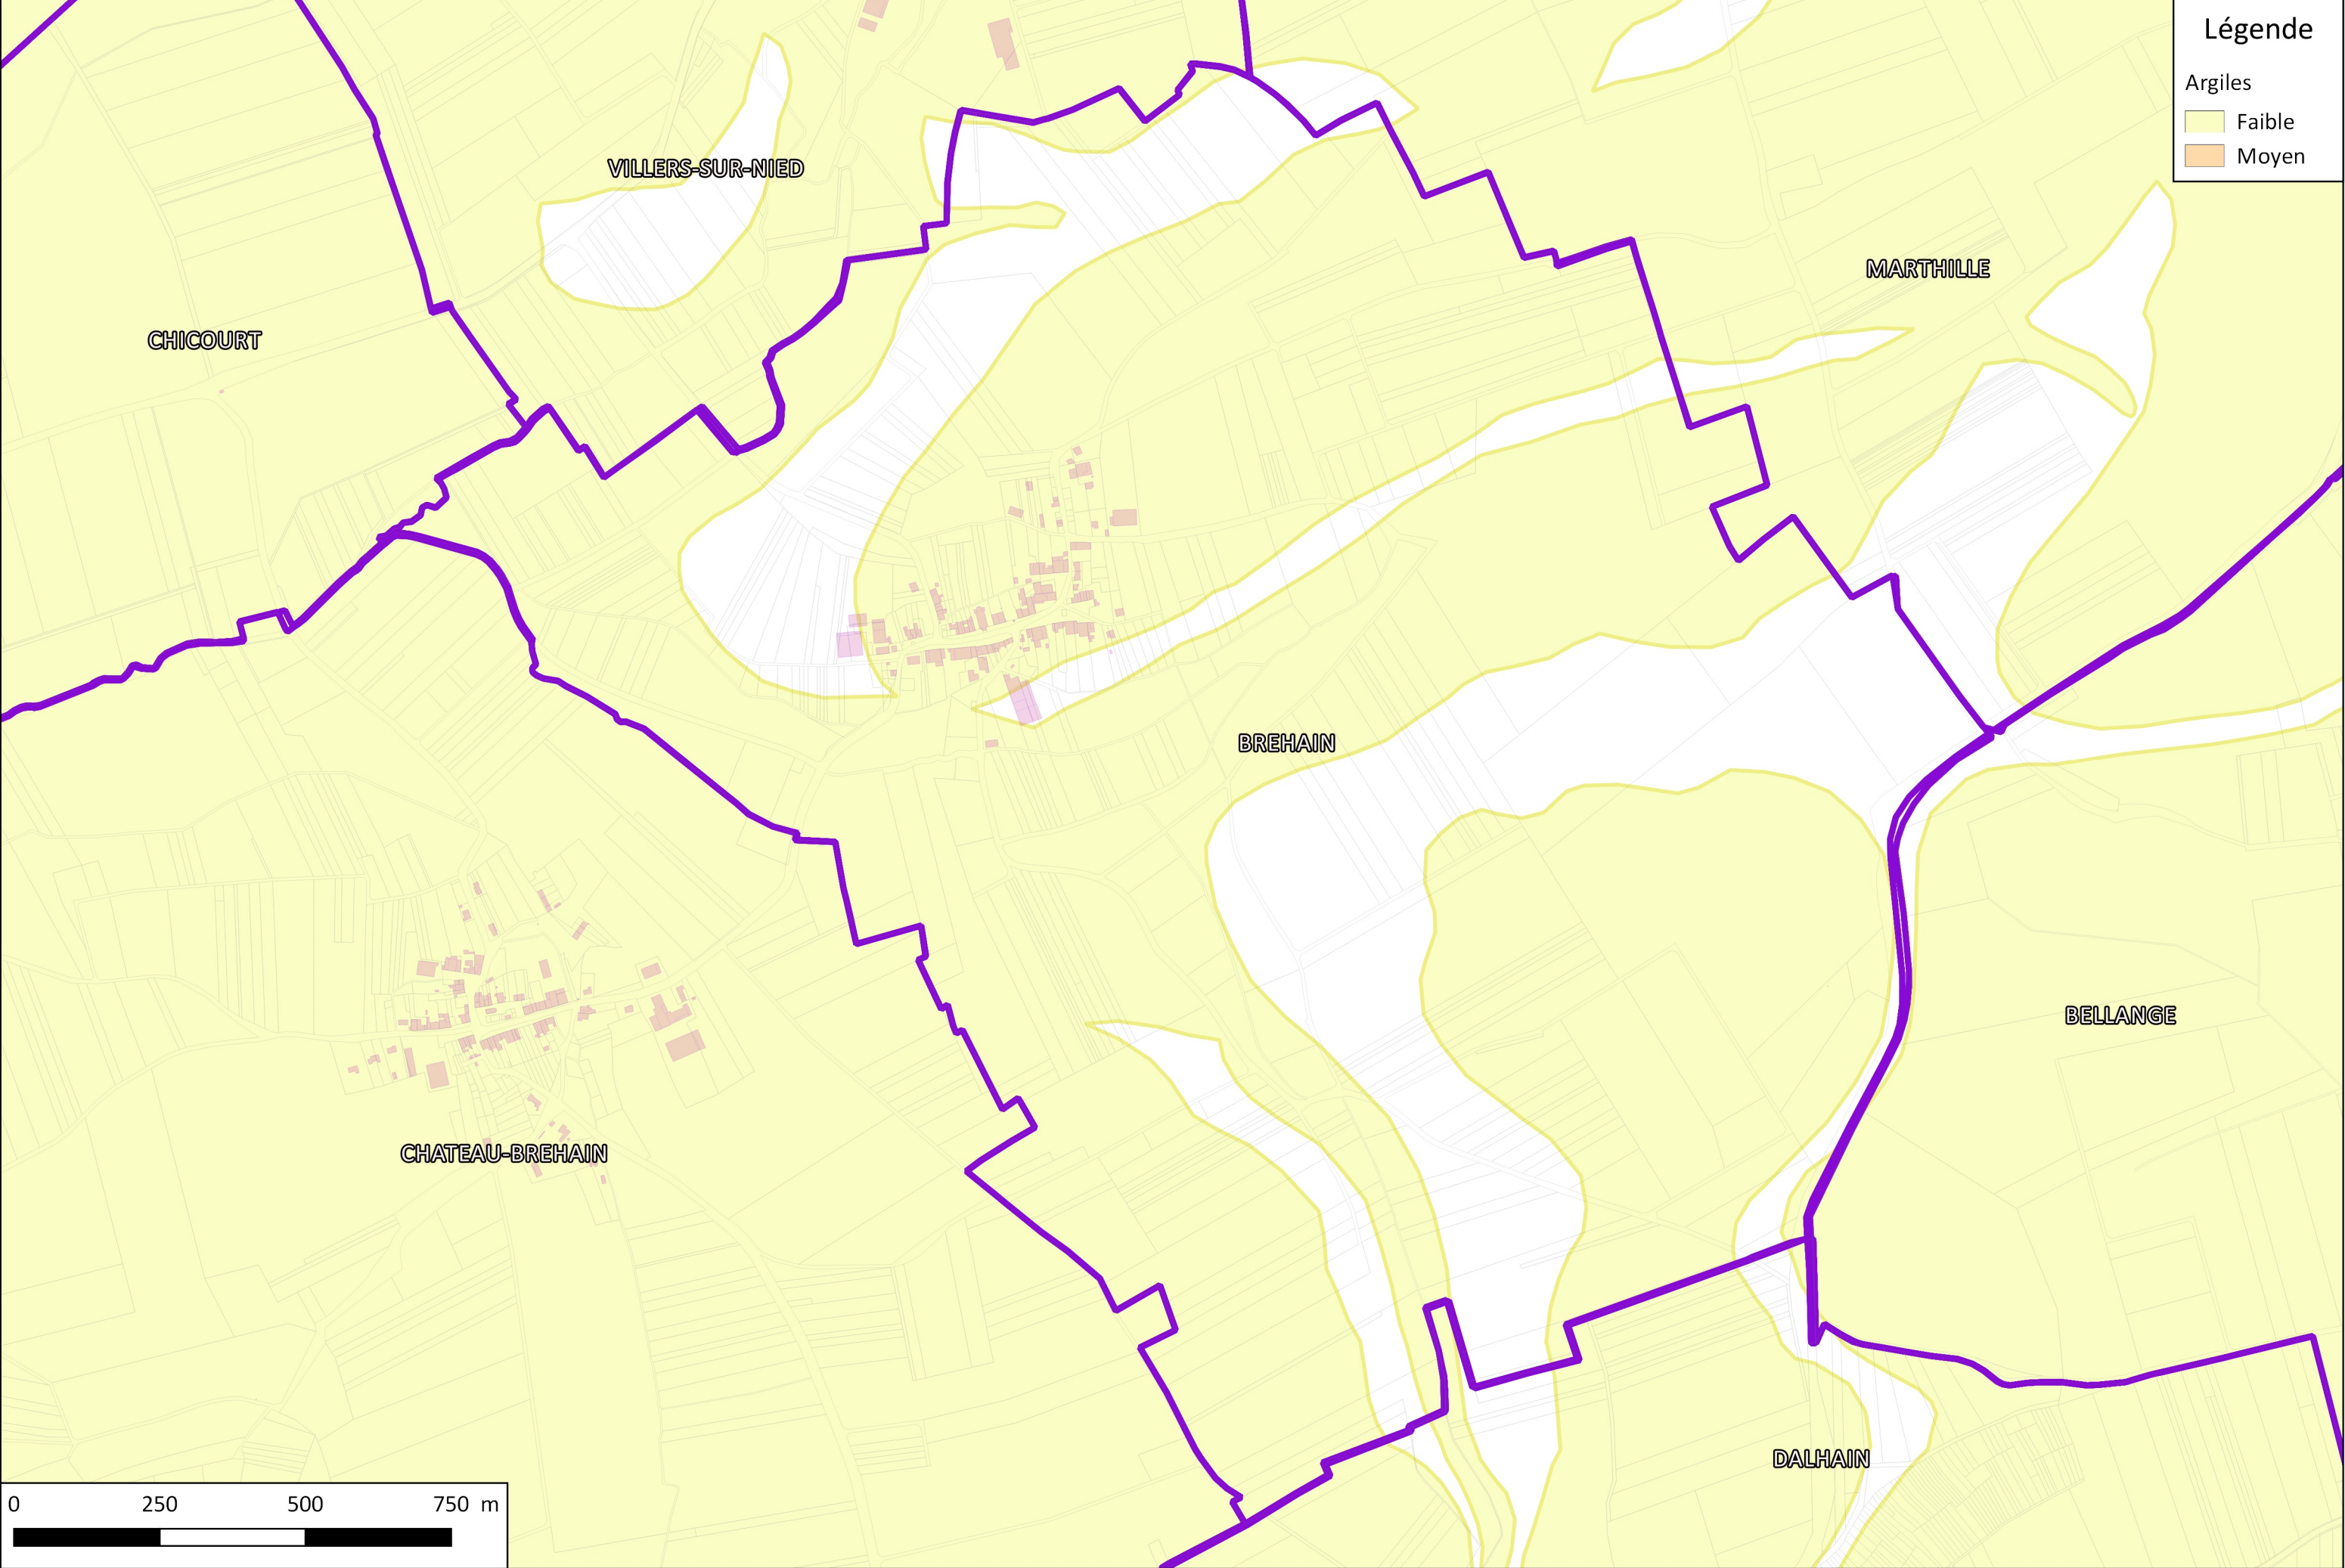 Légende
Argiles
Faible
Moyen
VILLERS-SUR-NIED
MARTHILLE
CHICOURT
BREHAIN
BELLANGE
CHATEAU-BREHAIN
DALHAIN
0 250 500 750 m